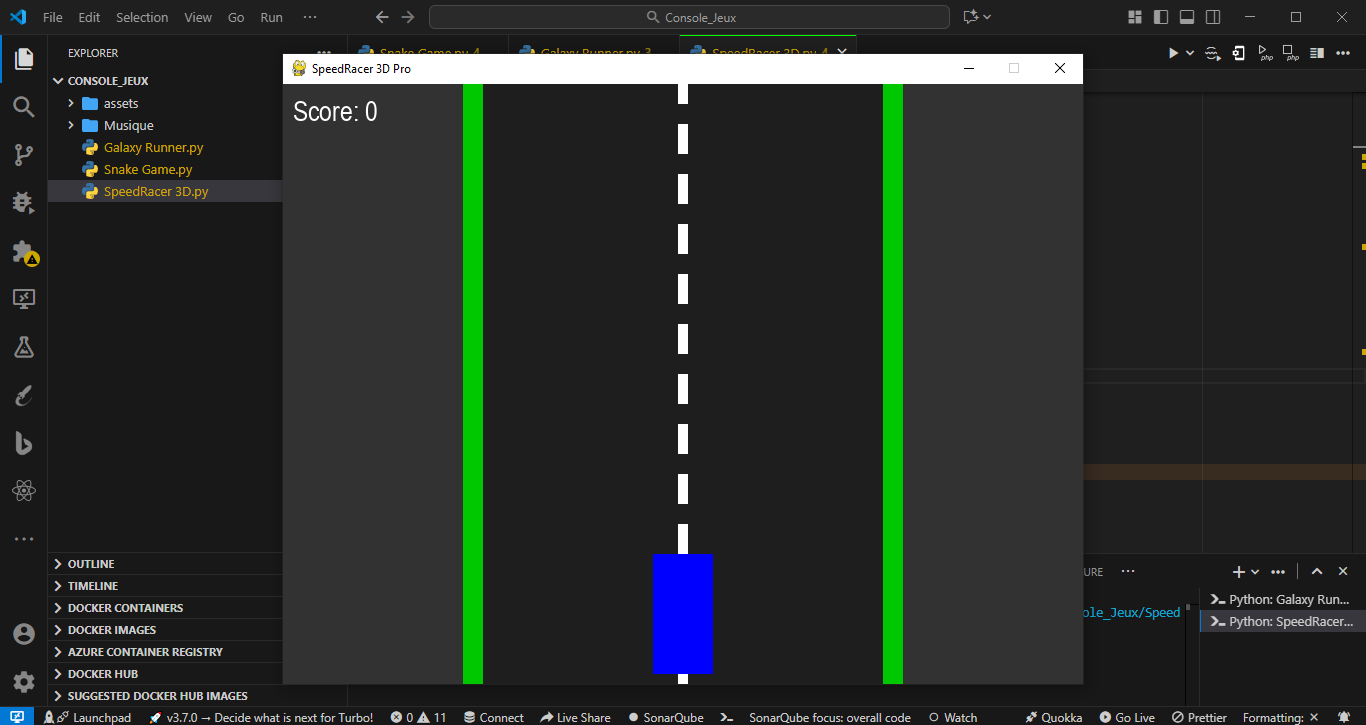 File Edit Selection View Go Run ···
Console_Jeux
EXPLORER
Snake Game.py 4
Galaxy Runner.py 3
SpeedRacer 3D.py 4
SpeedRacer 3D Pro
CONSOLE_JEUX
assets
Musique
Galaxy Runner.py
Snake Game.py
SpeedRacer 3D.py
Score: 0
php
php
OUTLINE
TIMELINE
DOCKER CONTAINERS
DOCKER IMAGES
AZURE CONTAINER REGISTRY
DOCKER HUB
SUGGESTED DOCKER HUB IMAGES
URE
ole_Jeux/Speed
Python: Galaxy Run...
Python: SpeedRacer...
Launchpad v3.7.0 → Decide what is next for Turbo! 0 11 Connect Live Share SonarQube SonarQube focus: overall code Watch Quokka Go Live Prettier Formatting: ✕